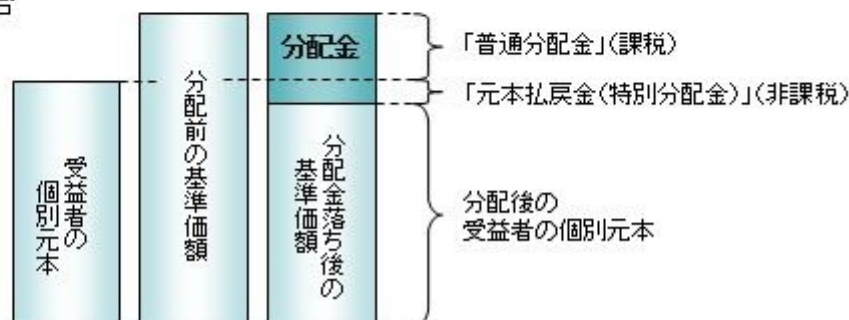 分配金
「普通分配金」(課税)
「元本払戻金(特別分配金)」(非課税)
受益者の
個別元本
分配前の基準価額
分配金落ち後の
基準価額
分配後の
受益者の個別元本